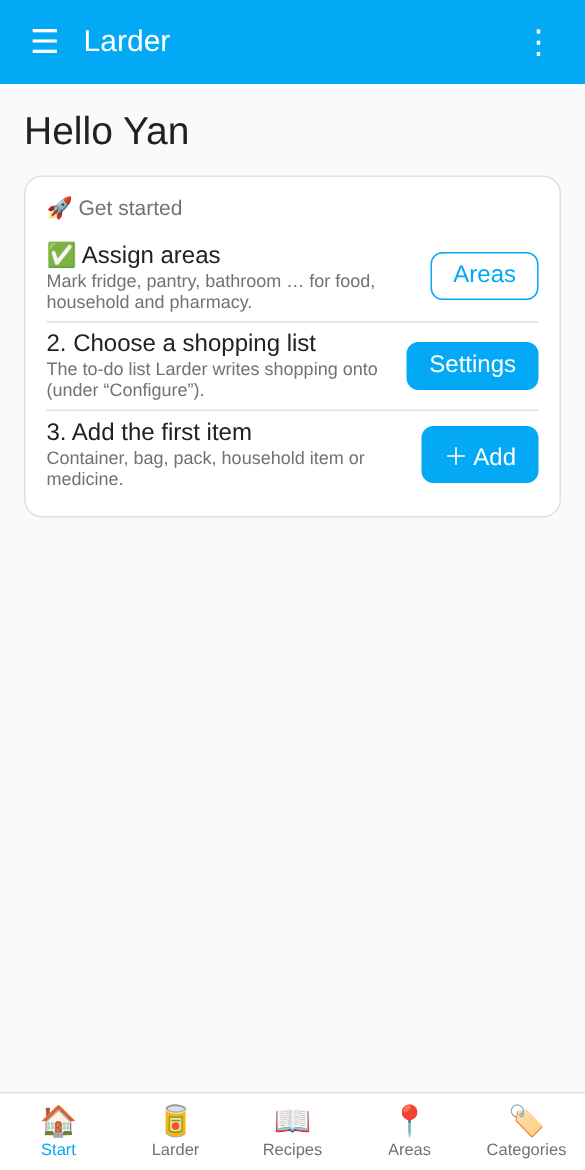 ☰ Larder ⋮
Hello Yan
🚀 Get started
✅ Assign areas
Mark fridge, pantry, bathroom … for food,
household and pharmacy.
Areas
2. Choose a shopping list
The to-do list Larder writes shopping onto
(under “Configure”).
Settings
3. Add the first item
Container, bag, pack, household item or
medicine.
＋ Add
Start
Larder
Recipes
Areas
Categories